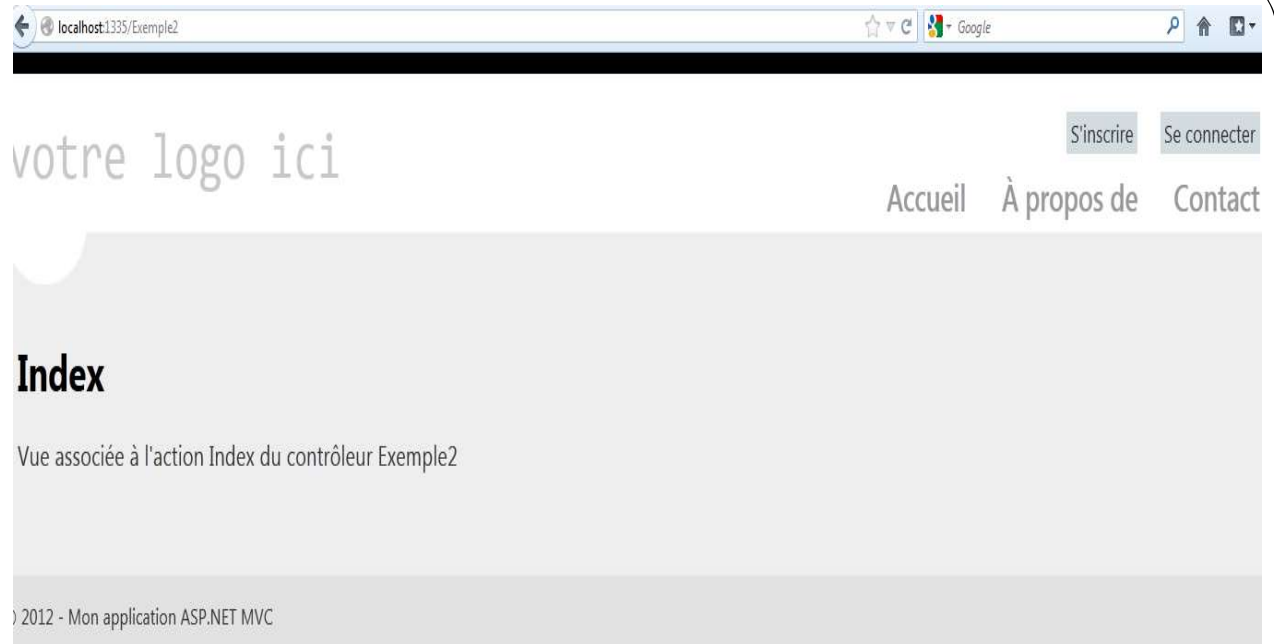 localhost:1335/Exemple2
Google
votre logo ici
S'inscrire
Se connecter
Accueil
À propos de
Contact
Index
Vue associée à l'action Index du contrôleur Exemple2
© 2012 - Mon application ASP.NET MVC